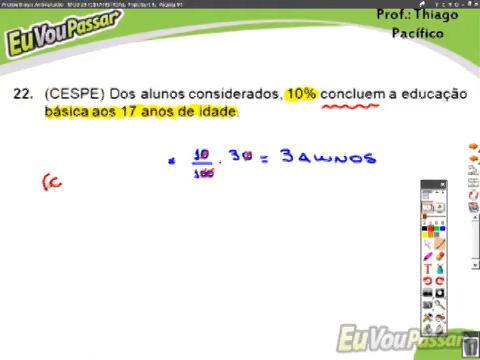 EuVouPassar
Prof.: Thiago
Pacífico
22. (CESPE) Dos alunos considerados, 10% concluem a educação
básica aos 17 anos de idade.
10/100 . 30 = 3 ALUNOS
EuVouPassar